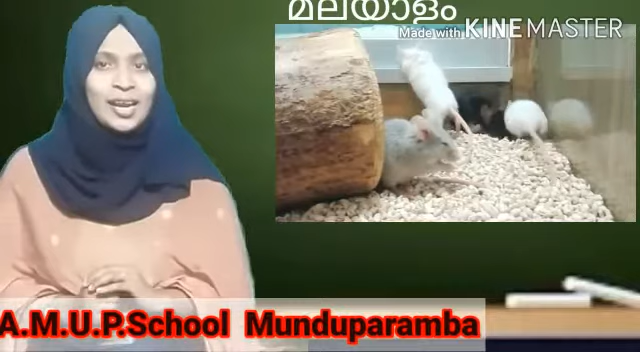 മലയാളം
Made with KINEMASTER
A.M.U.P.School Munduparamba